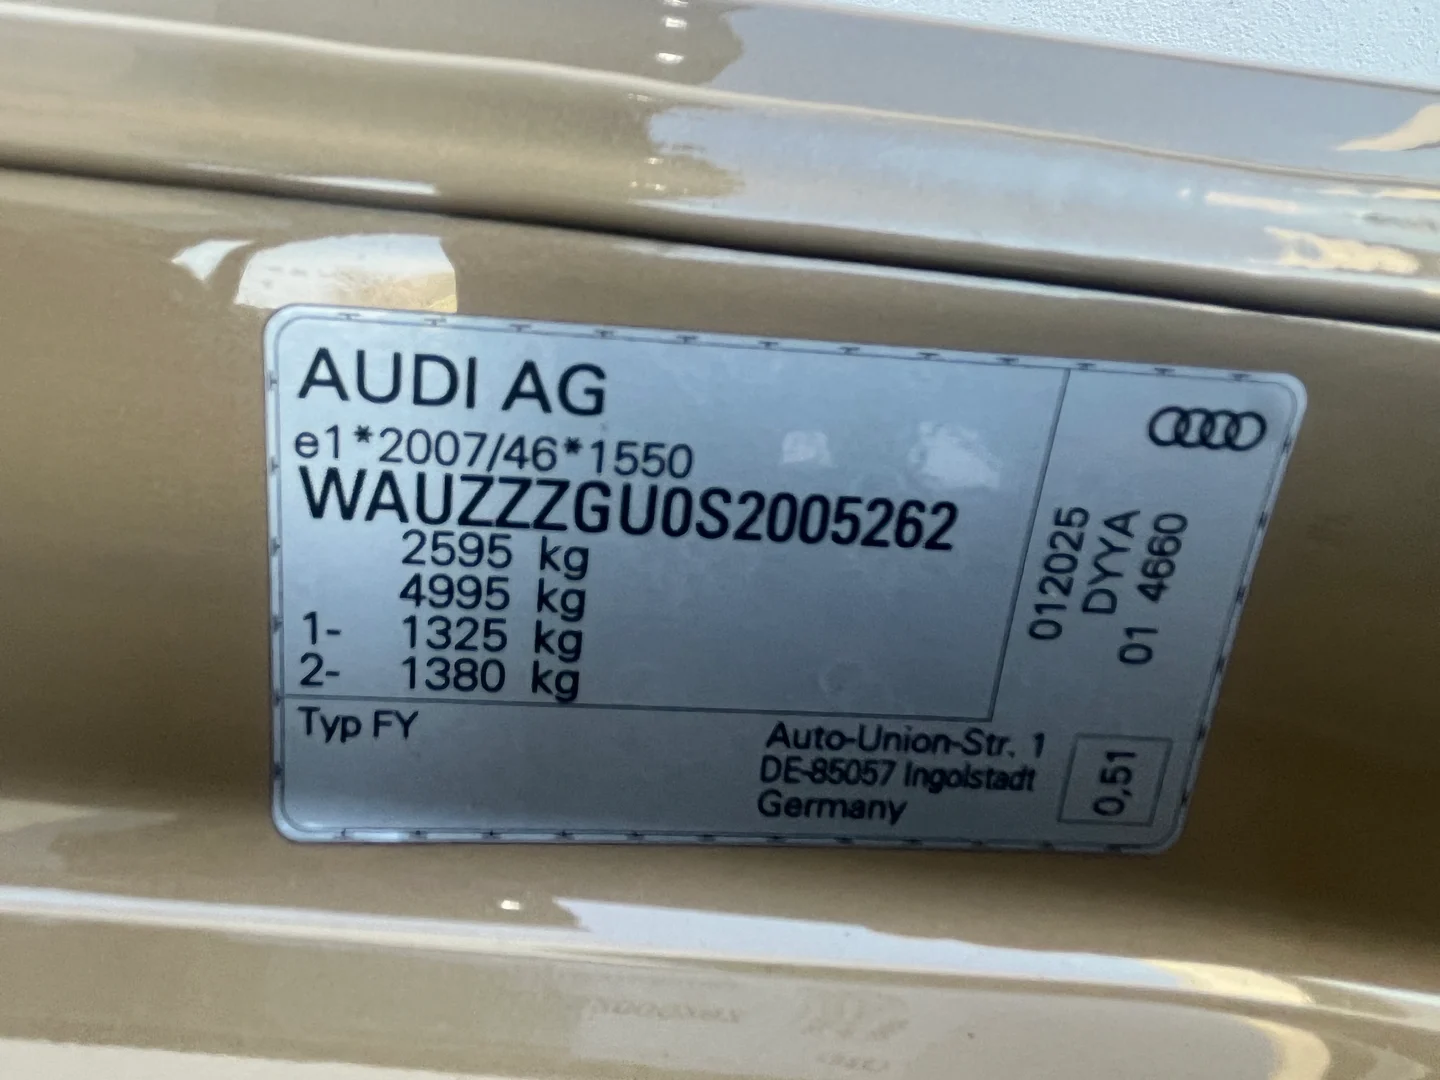 AUDI AG
e1*2007/46*1550
WAUZZZGU0S2005262
2595 kg
4995 kg
1- 1325 kg
2- 1380 kg
Typ FY
Auto-Union-Str. 1
DE-85057 Ingolstadt
Germany
012025
DYYA
01 4660
0,51